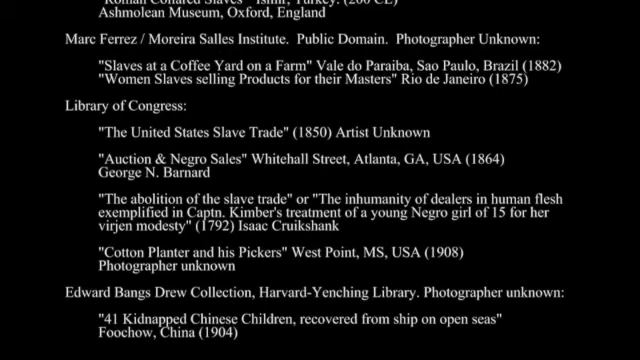 "Roman Collared Slaves" Turkey. (200 CE)
Ashmolean Museum, Oxford, England
Marc Ferrez / Moreira Salles Institute. Public Domain. Photographer Unknown:
"Slaves at a Coffee Yard on a Farm" Vale do Paraiba, Sao Paulo, Brazil (1882)
"Women Slaves selling Products for their Masters" Rio de Janeiro (1875)
Library of Congress:
"The United States Slave Trade" (1850) Artist Unknown
"Auction & Negro Sales" Whitehall Street, Atlanta, GA, USA (1864)
George N. Barnard
"The abolition of the slave trade" or "The inhumanity of dealers in human flesh
exemplified in Captn. Kimber's treatment of a young Negro girl of 15 for her
virjen modesty" (1792) Isaac Cruikshank
"Cotton Planter and his Pickers" West Point, MS, USA (1908)
Photographer unknown
Edward Bangs Drew Collection, Harvard-Yenching Library. Photographer unknown:
"41 Kidnapped Chinese Children, recovered from ship on open seas"
Foochow, China (1904)